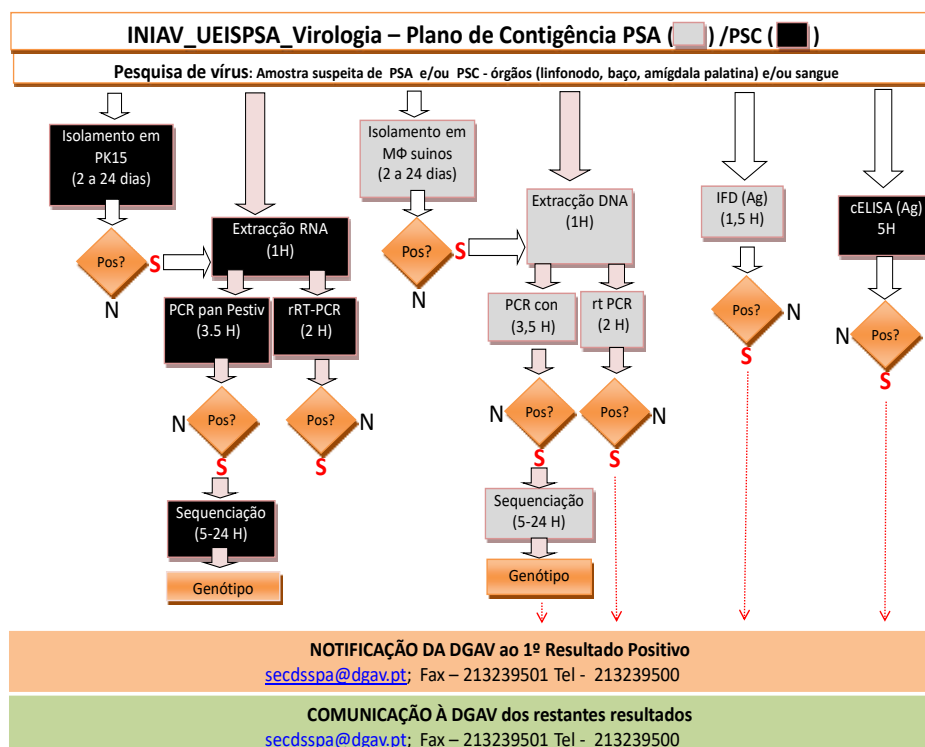 INIAV_UEISPSA_Virologia – Plano de Contigência PSA ( ) /PSC ( )
Pesquisa de vírus: Amostra suspeita de PSA e/ou PSC - órgãos (linfonodo, baço, amígdala palatina) e/ou sangue
Isolamento em
PK15
(2 a 24 dias)
Isolamento em
MΦ suinos
(2 a 24 dias)
Extracção RNA
(1H)
Extracção DNA
(1H)
IFD (Ag)
(1,5 H)
cELISA (Ag)
5H
Pos?
S
N
Pos?
S
N
PCR pan Pestiv
(3.5 H)
rRT-PCR
(2 H)
PCR con
(3,5 H)
rt PCR
(2 H)
Pos?
N
S
N
Pos?
S
N
Pos?
S
Pos?
N
S
N
Pos?
S
Pos?
N
S
Sequenciação
(5-24 H)
Sequenciação
(5-24 H)
Genótipo
Genótipo
NOTIFICAÇÃO DA DGAV ao 1º Resultado Positivo
secdsspa@dgav.pt; Fax – 213239501 Tel - 213239500
COMUNICAÇÃO À DGAV dos restantes resultados
secdsspa@dgav.pt; Fax – 213239501 Tel - 213239500